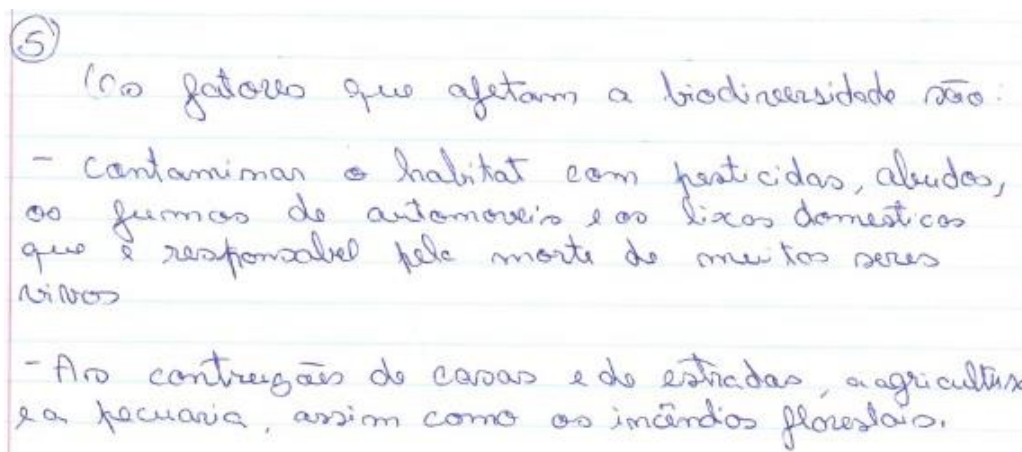 5
Os fatores que afetam a biodiversidade são:
- contaminar o habitat com pesticidas, abudos,
os fumos de automoveis e os lixos domesticos
que é responsabel pela morte de muitos seres
vivos
- As contruções de casas e de estradas, a agricultura
e a pecuaria, assim como os incêndios florestais.